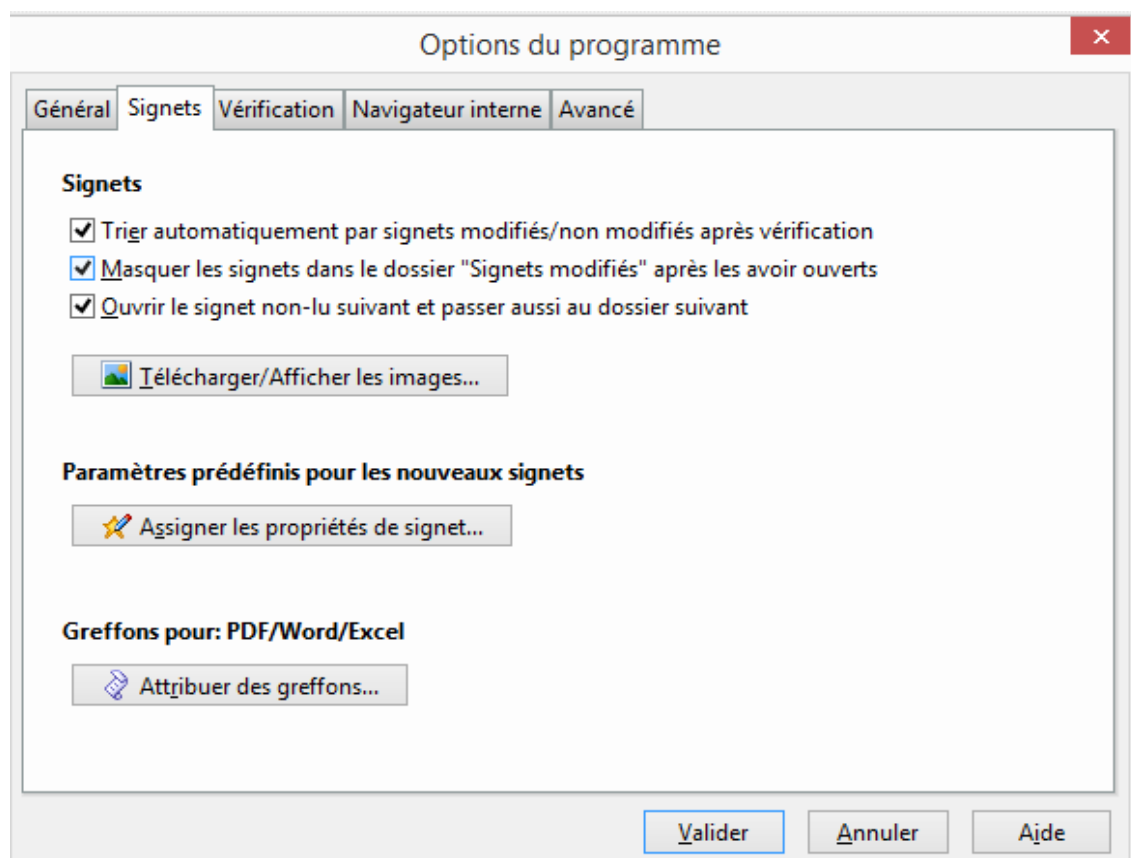 Options du programme
Général Signets Vérification Navigateur interne Avancé
Signets
Trier automatiquement par signets modifiés/non modifiés après vérification
Masquer les signets dans le dossier "Signets modifiés" après les avoir ouverts
Ouvrir le signet non-lu suivant et passer aussi au dossier suivant
Télécharger/Afficher les images...
Paramètres prédéfinis pour les nouveaux signets
Assigner les propriétés de signet...
Greffons pour: PDF/Word/Excel
Attribuer des greffons...
Valider Annuler Aide